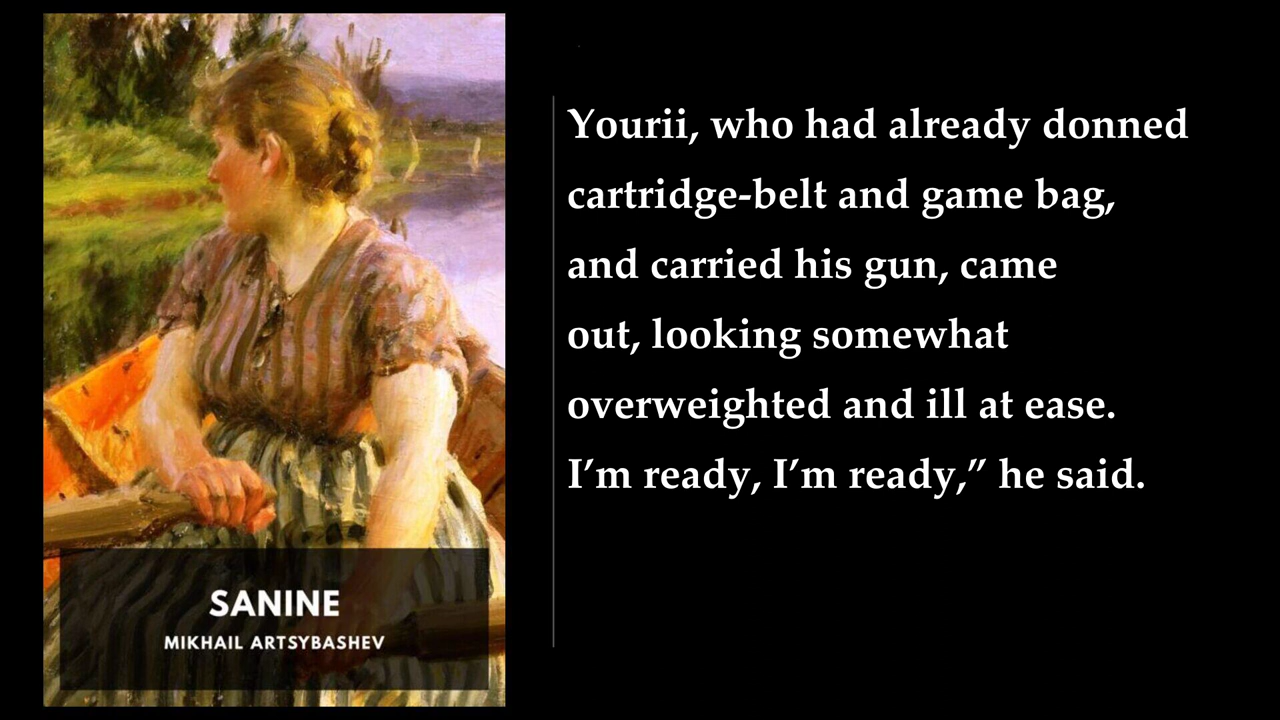 Yourii, who had already donned
cartridge-belt and game bag,
and carried his gun, came
out, looking somewhat
overweighted and ill at ease.
I’m ready, I’m ready,” he said.
SANINE
MIKHAIL ARTSYBASHEV